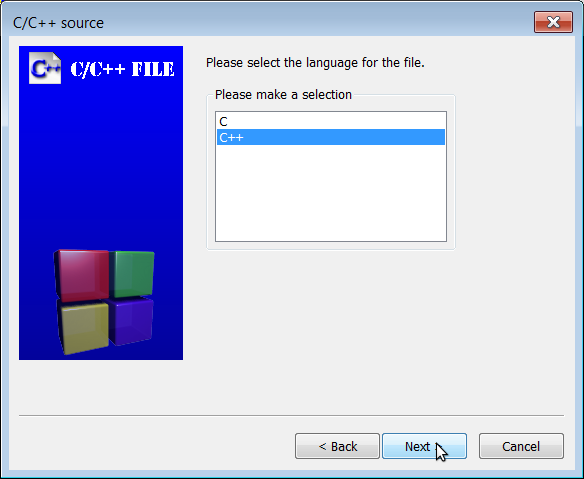 C/C++ source
C++
C/C++ FILE
Please select the language for the file.
Please make a selection
C
C++
< Back
Next
Cancel